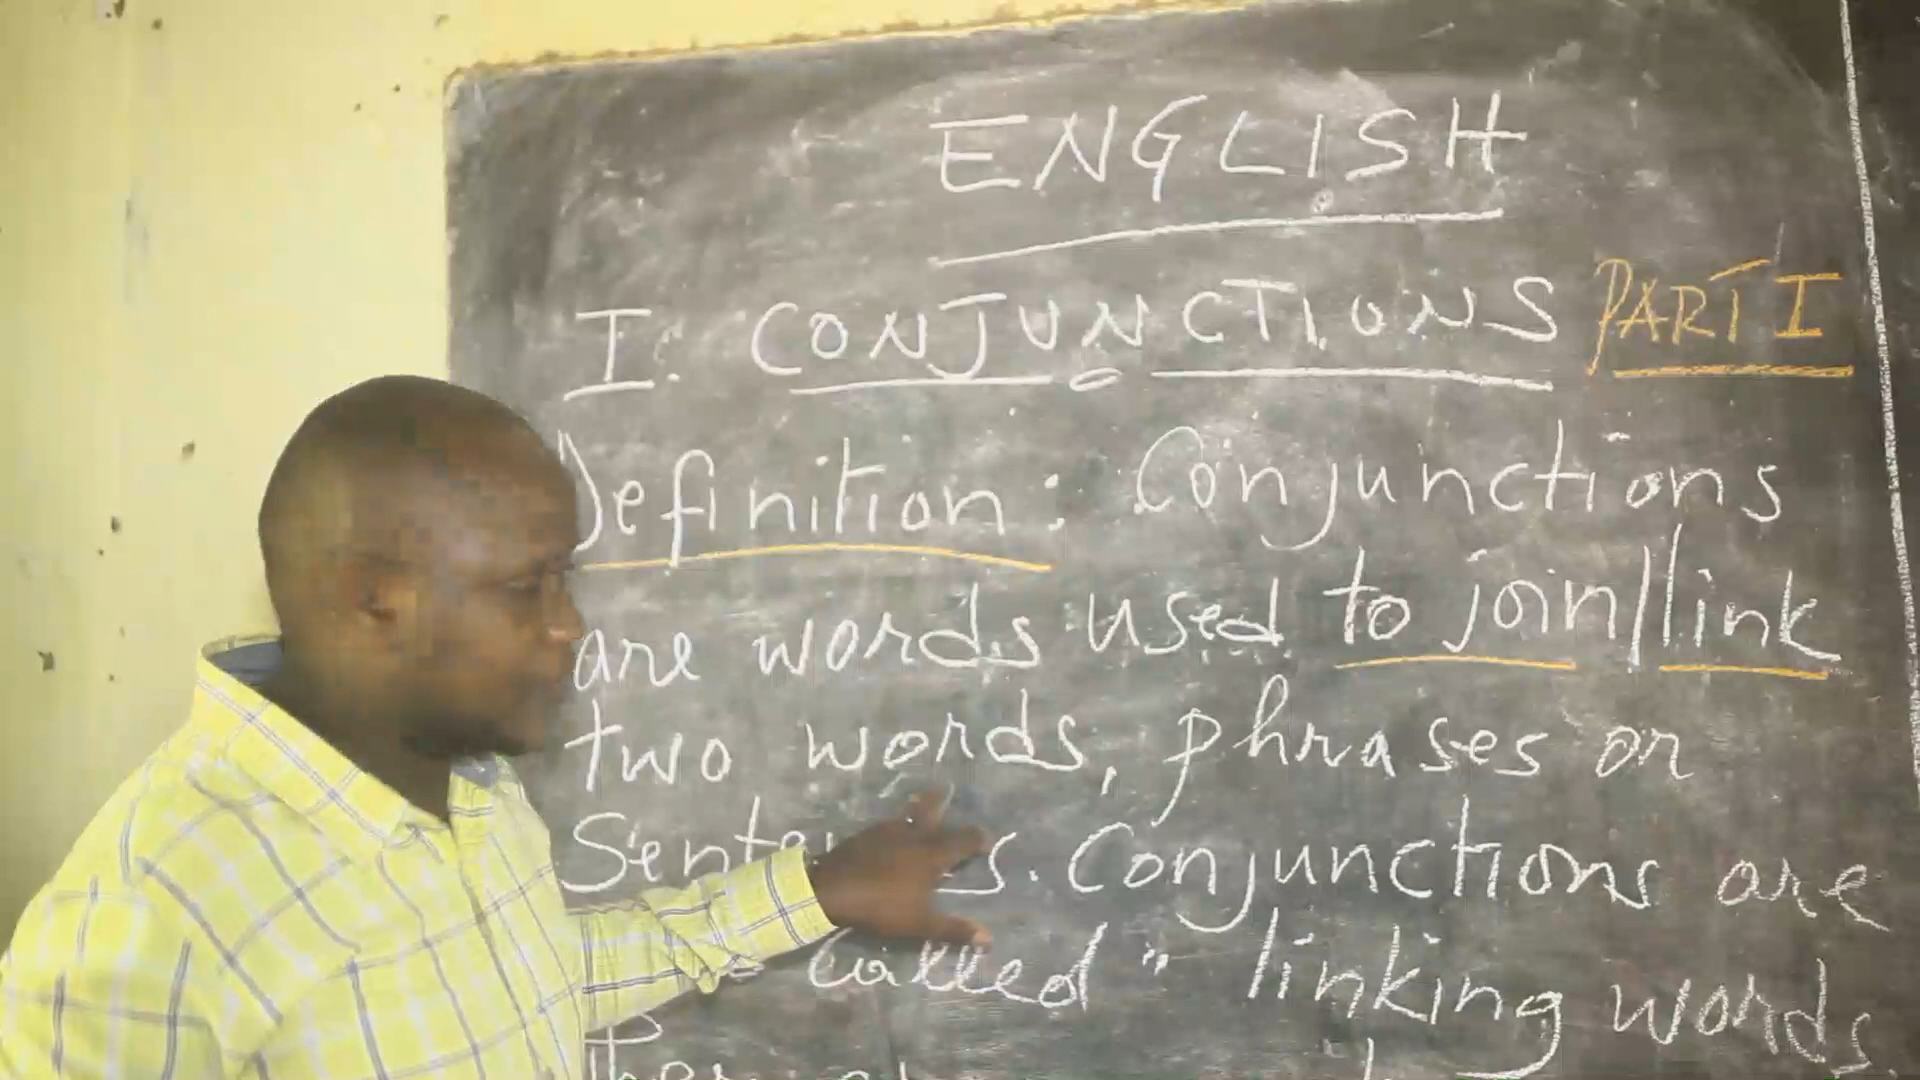 ENGLISH
I. CONJUNCTIONS PART I
Definition: Conjunctions
are words used to join/link
two words, phrases or
Conjunctions are
called " linking words